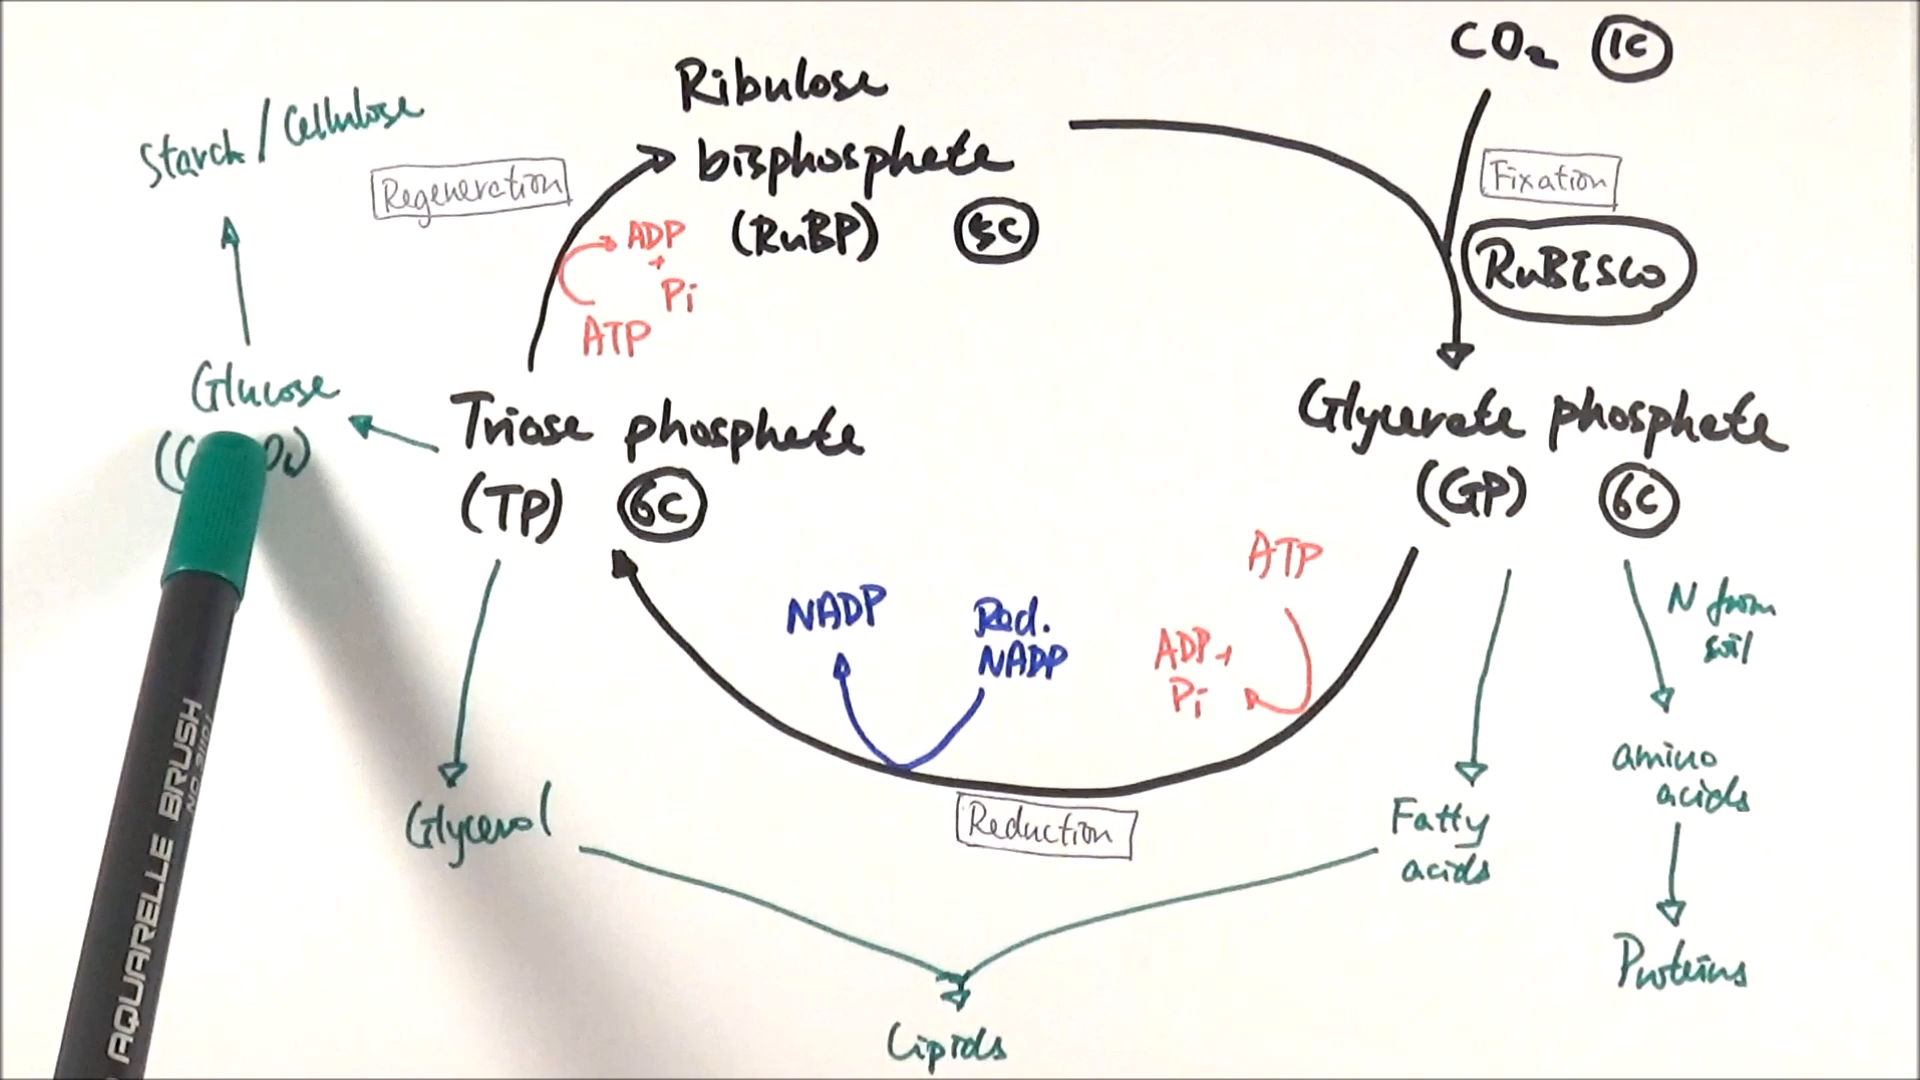 CO₂ 1C
Ribulose
bisphosphate
(RuBP) 5C
Starch / Cellulose
Regeneration
Fixation
RuBISCO
ADP
+
Pi
ATP
Glucose
Triose phosphate
(TP) 6C
Glycerate phosphate
(GP) 6C
NADP
Red.
NADP
ATP
ADP+
Pi
N from
soil
amino
acids
Proteins
Fatty
acids
Glycerol
Reduction
Lipids
AQUARELLE BRUSH